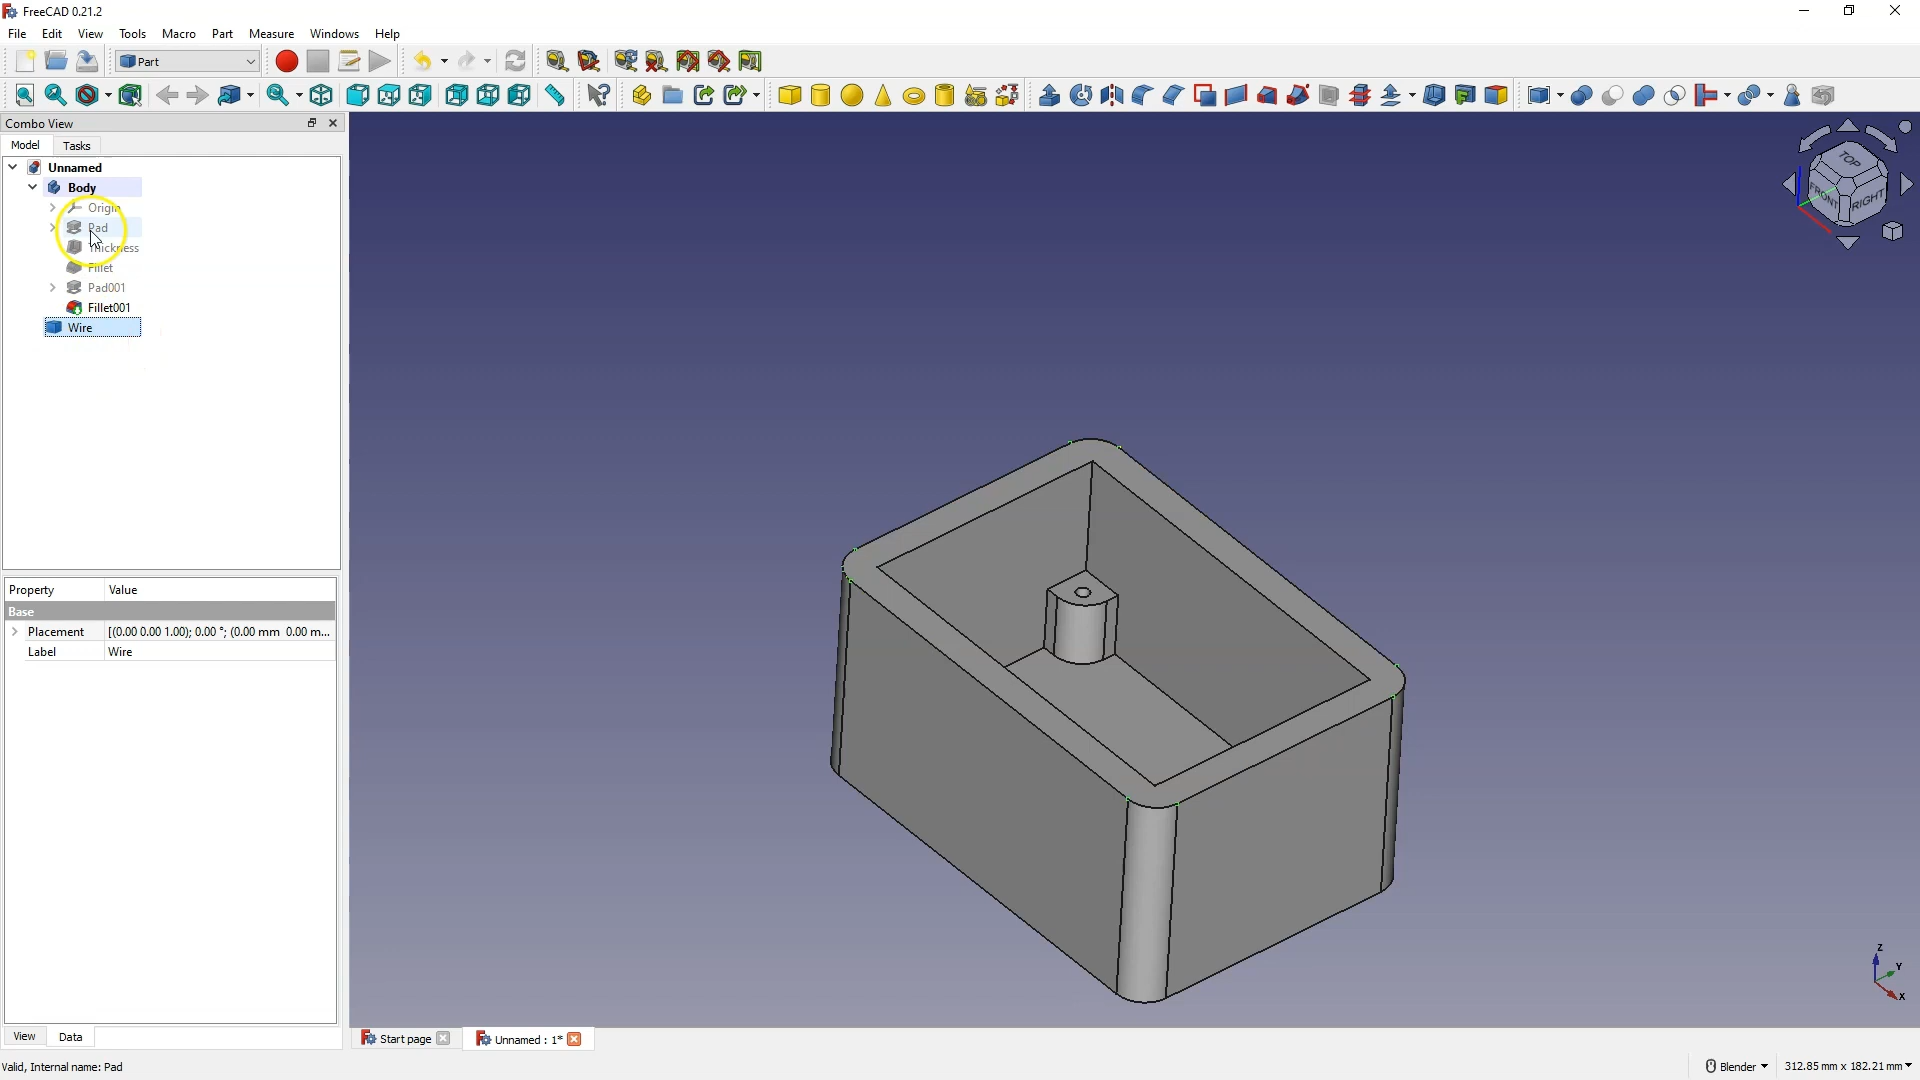 FreeCAD 0.21.2
File Edit View Tools Macro Part Measure Windows Help
Part
Combo View
Model Tasks
Unnamed
Body
Origin
Pad
Thickness
Fillet
Pad001
Fillet001
Wire
TOP
FRONT
RIGHT
Property Value
Base
Placement [(0.00 0.00 1.00); 0.00 °; (0.00 mm 0.00 m...
Label Wire
Z
Y
X
View Data
Start page
Unnamed : 1*
Valid, Internal name: Pad
Blender
312.85 mm x 182.21 mm